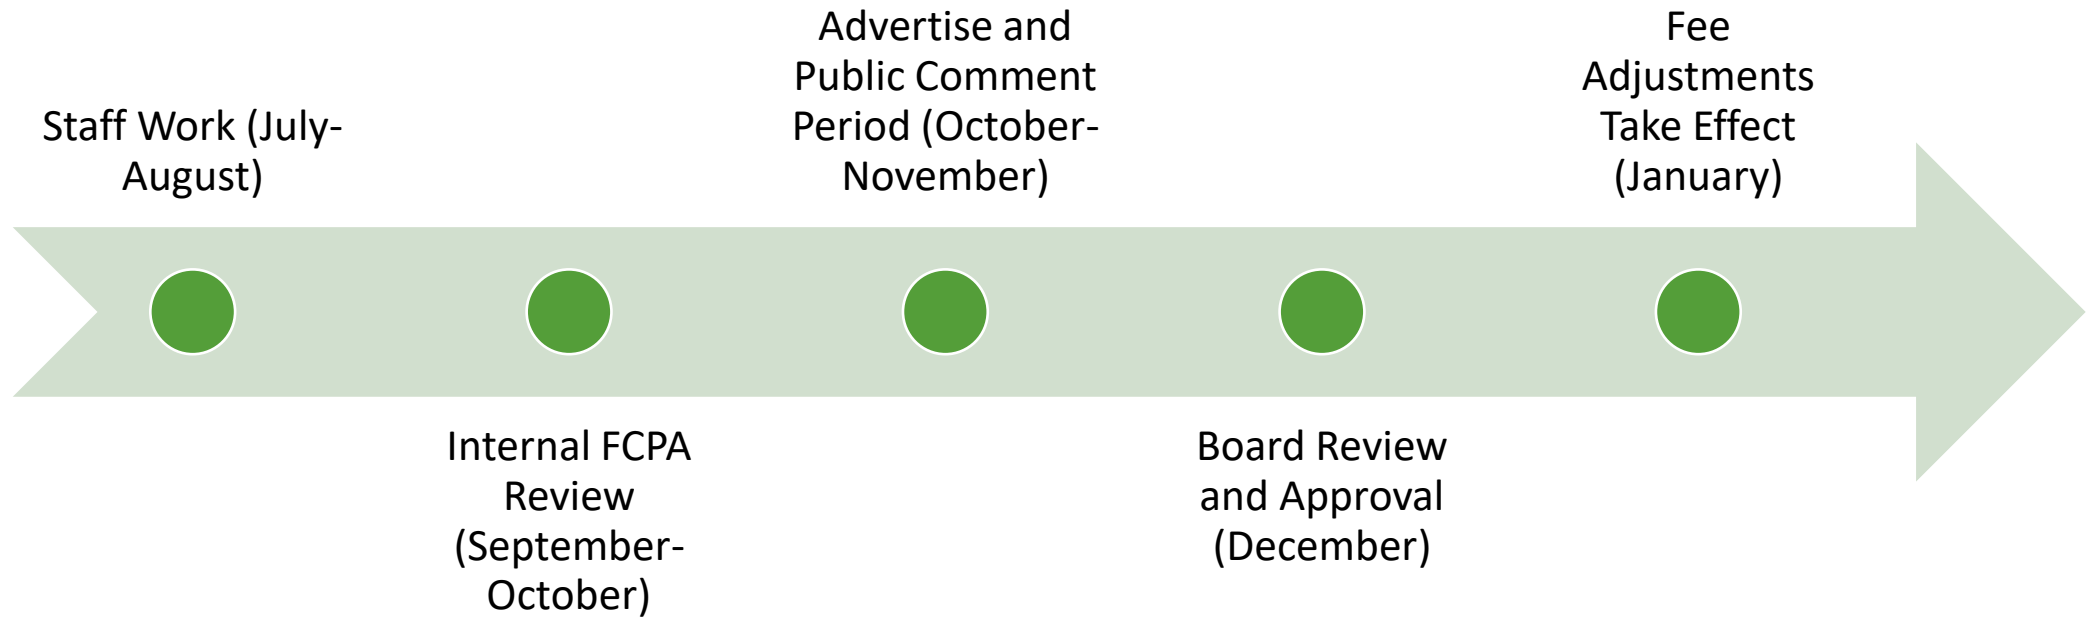 Staff Work (July-
August)
Internal FCPA
Review
(September-
October)
Advertise and
Public Comment
Period (October-
November)
Board Review
and Approval
(December)
Fee
Adjustments
Take Effect
(January)